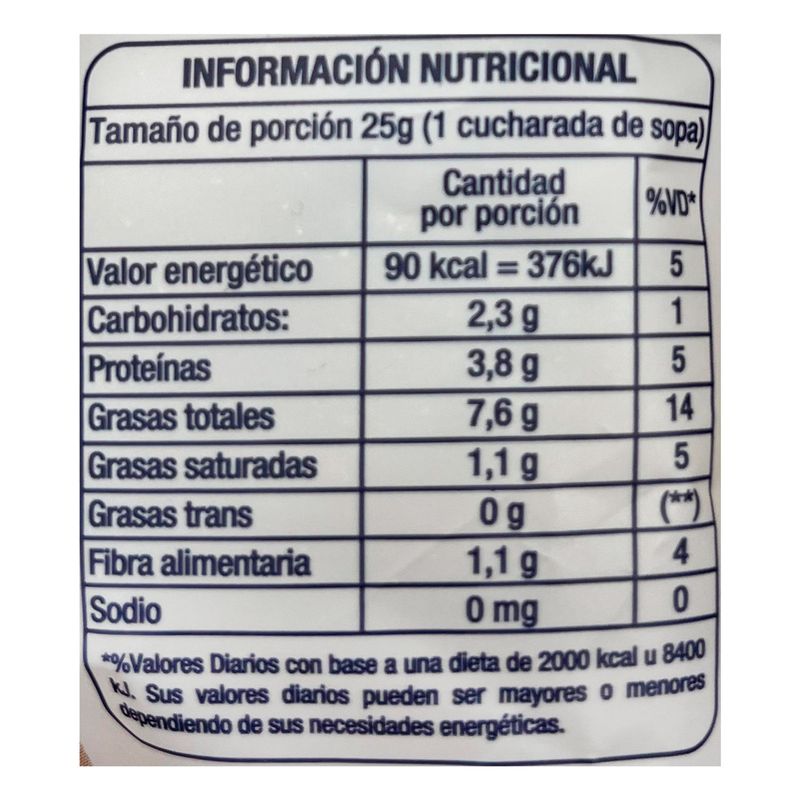 INFORMACIÓN NUTRICIONAL
Tamaño de porción 25g (1 cucharada de sopa)
Cantidad
por porción
%VD*
Valor energético 90 kcal = 376kJ 5
Carbohidratos: 2,3 g 1
Proteínas 3,8 g 5
Grasas totales 7,6 g 14
Grasas saturadas 1,1 g 5
Grasas trans 0 g (**)
Fibra alimentaria 1,1 g 4
Sodio 0 mg 0
*%Valores Diarios con base a una dieta de 2000 kcal u 8400
kJ. Sus valores diarios pueden ser mayores o menores
dependiendo de sus necesidades energéticas.